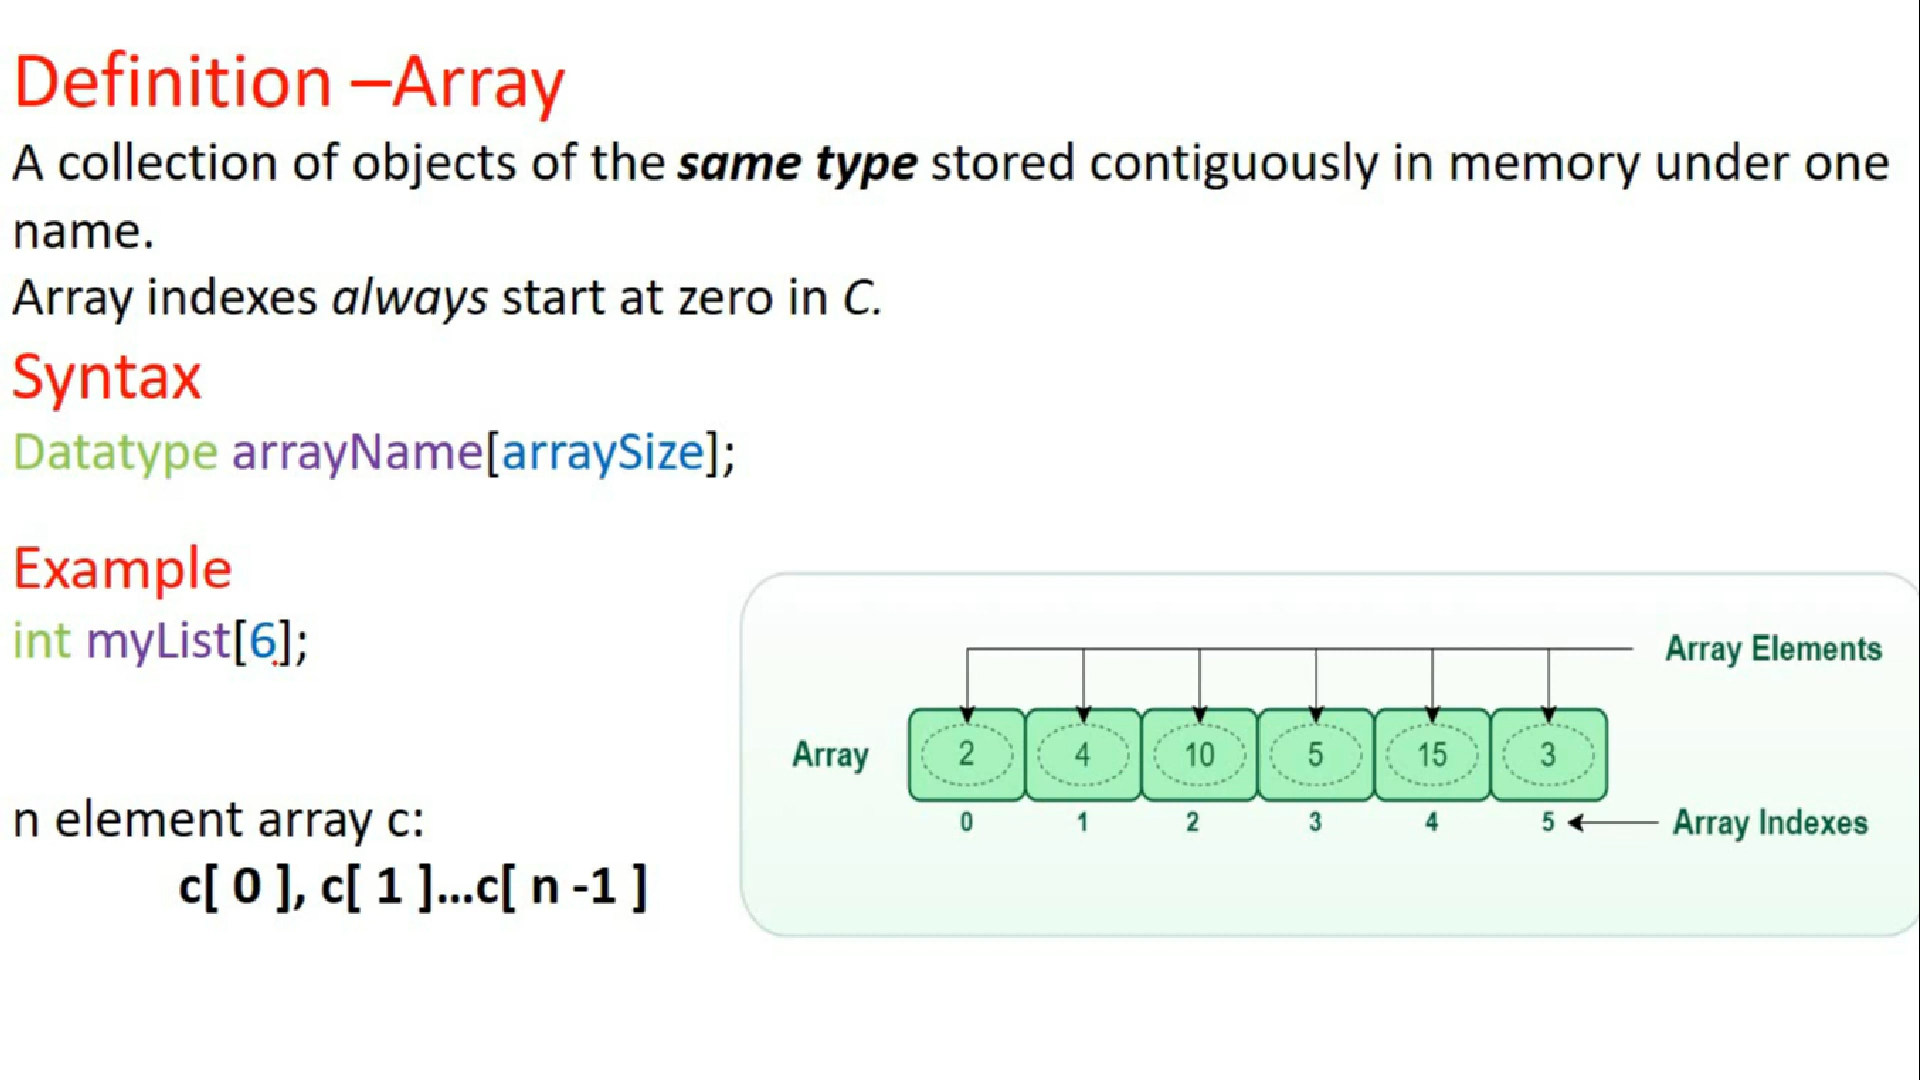 Definition –Array
A collection of objects of the same type stored contiguously in memory under one
name.
Array indexes always start at zero in C.
Syntax
Datatype arrayName[arraySize];
Example
int myList[6];
n element array c:
c[ 0 ], c[ 1 ]...c[ n -1 ]
Array Elements
Array 2 4 10 5 15 3
0 1 2 3 4 5 Array Indexes